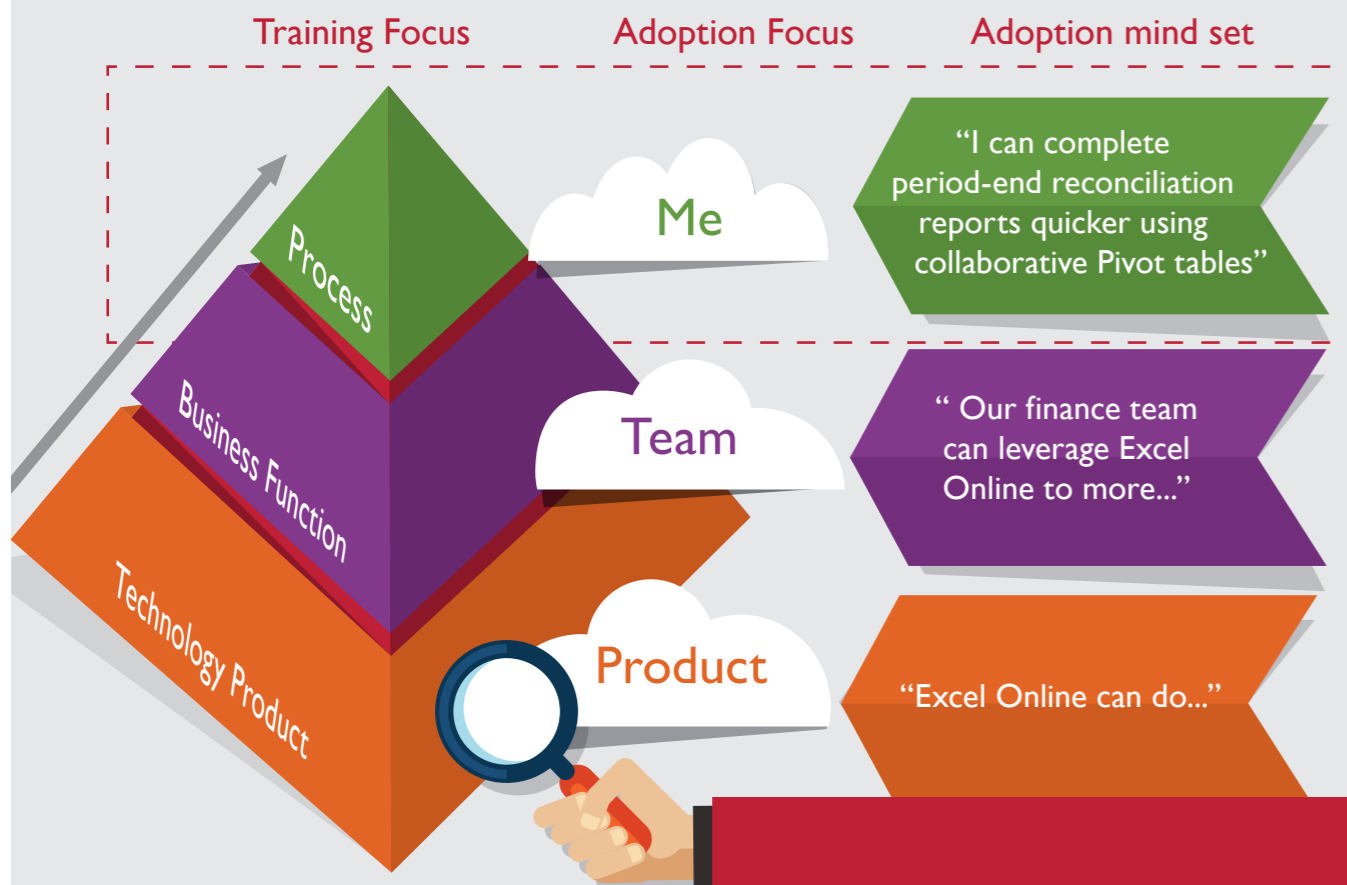 Training Focus
Adoption Focus
Adoption mind set
Process
Me
“I can complete
period-end reconciliation
reports quicker using
collaborative Pivot tables”
Business Function
Team
“ Our finance team
can leverage Excel
Online to more...”
Technology Product
Product
“Excel Online can do...”